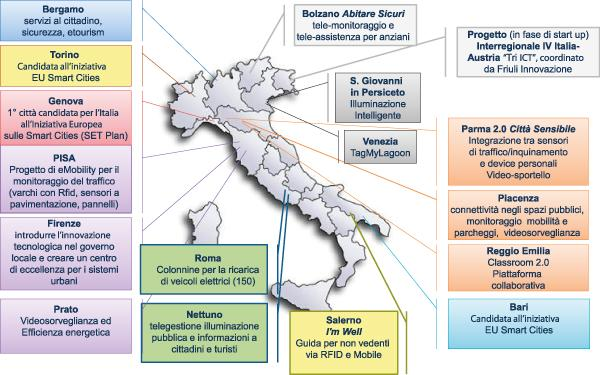 Bergamo
servizi al cittadino,
sicurezza, etourism
Torino
Candidata all'iniziativa
EU Smart Cities
Genova
1° città candidata per l'Italia
all'Iniziativa Europea
sulle Smart Cities (SET Plan)
PISA
Progetto di eMobility per il
monitoraggio del traffico
(varchi con Rfid, sensori a
pavimentazione, pannelli)
Firenze
introdurre l'innovazione
tecnologica nel governo
locale e creare un centro
di eccellenza per i sistemi
urbani
Prato
Videosorveglianza ed
Efficienza energetica
Bolzano Abitare Sicuri
tele-monitoraggio e
tele-assistenza per anziani
S. Giovanni
in Persiceto
Illuminazione
Intelligente
Venezia
TagMyLagoon
Roma
Colonnine per la ricarica
di veicoli elettrici (150)
Nettuno
telegestione illuminazione
pubblica e informazioni a
cittadini e turisti
Salerno
I'm Well
Guida per non vedenti
via RFID e Mobile
Progetto (in fase di start up)
Interregionale IV Italia-
Austria "Tri ICT", coordinato
da Friuli Innovazione
Parma 2.0 Città Sensibile
Integrazione tra sensori
di traffico/inquinamento
e device personali
Video-sportello
Piacenza
connettività negli spazi pubblici,
monitoraggio mobilità e
parcheggi, videosorveglianza
Reggio Emilia
Classroom 2.0
Piattaforma
collaborativa
Bari
Candidata all'iniziativa
EU Smart Cities